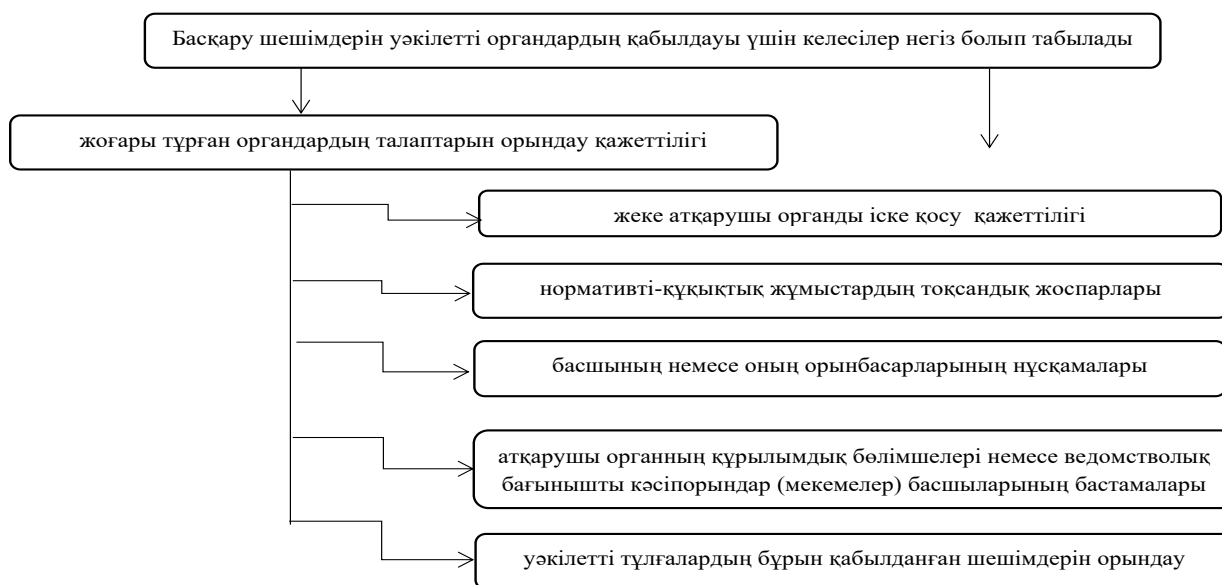 Басқару шешімдерін уәкілетті органдардың қабылдауы үшін келесілер негіз болып табылады
жоғары тұрған органдардың талаптарын орындау қажеттілігі
жеке атқарушы органды іске қосу қажеттілігі
нормативті-құқықтық жұмыстардың тоқсандық жоспарлары
басшының немесе оның орынбасарларының нұсқамалары
атқарушы органның құрылымдық бөлімшелері немесе ведомстволық
бағынышты кәсіпорындар (мекемелер) басшыларының бастамалары
уәкілетті тұлғалардың бұрын қабылданған шешімдерін орындау